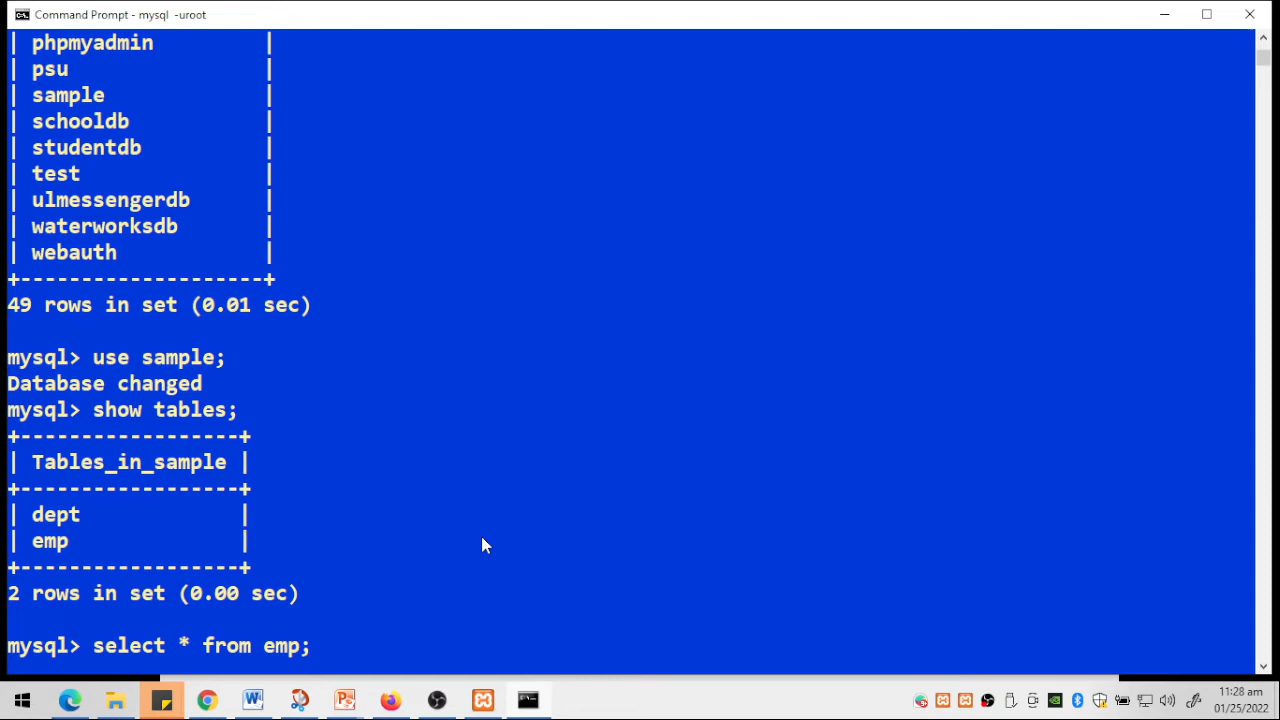 Command Prompt - mysql -uroot
| phpmyadmin |
| psu |
| sample |
| schooldb |
| studentdb |
| test |
| ulmessengerdb |
| waterworksdb |
| webauth |
+--------------------+
49 rows in set (0.01 sec)
mysql> use sample;
Database changed
mysql> show tables;
+------------------+
| Tables_in_sample |
+------------------+
| dept |
| emp |
+------------------+
2 rows in set (0.00 sec)
mysql> select * from emp;
11:28 am
01/25/2022